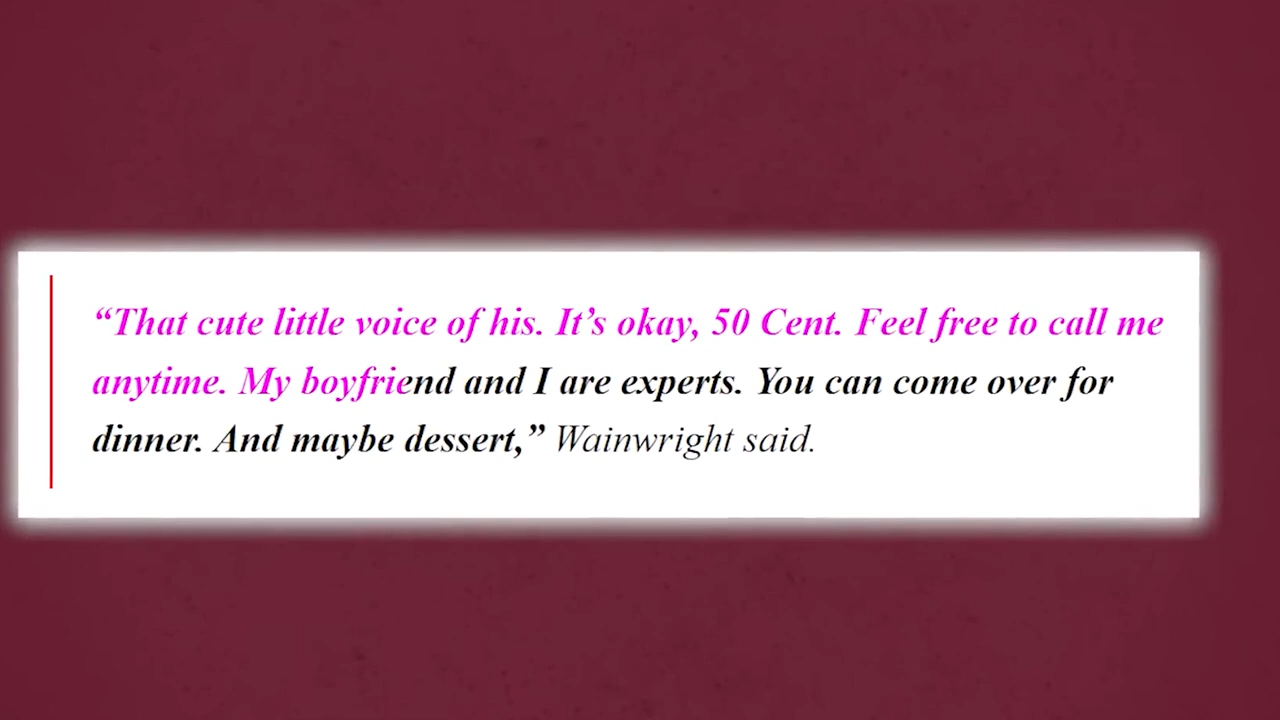 “That cute little voice of his. It’s okay, 50 Cent. Feel free to call me
anytime. My boyfriend and I are experts. You can come over for
dinner. And maybe dessert,” Wainwright said.